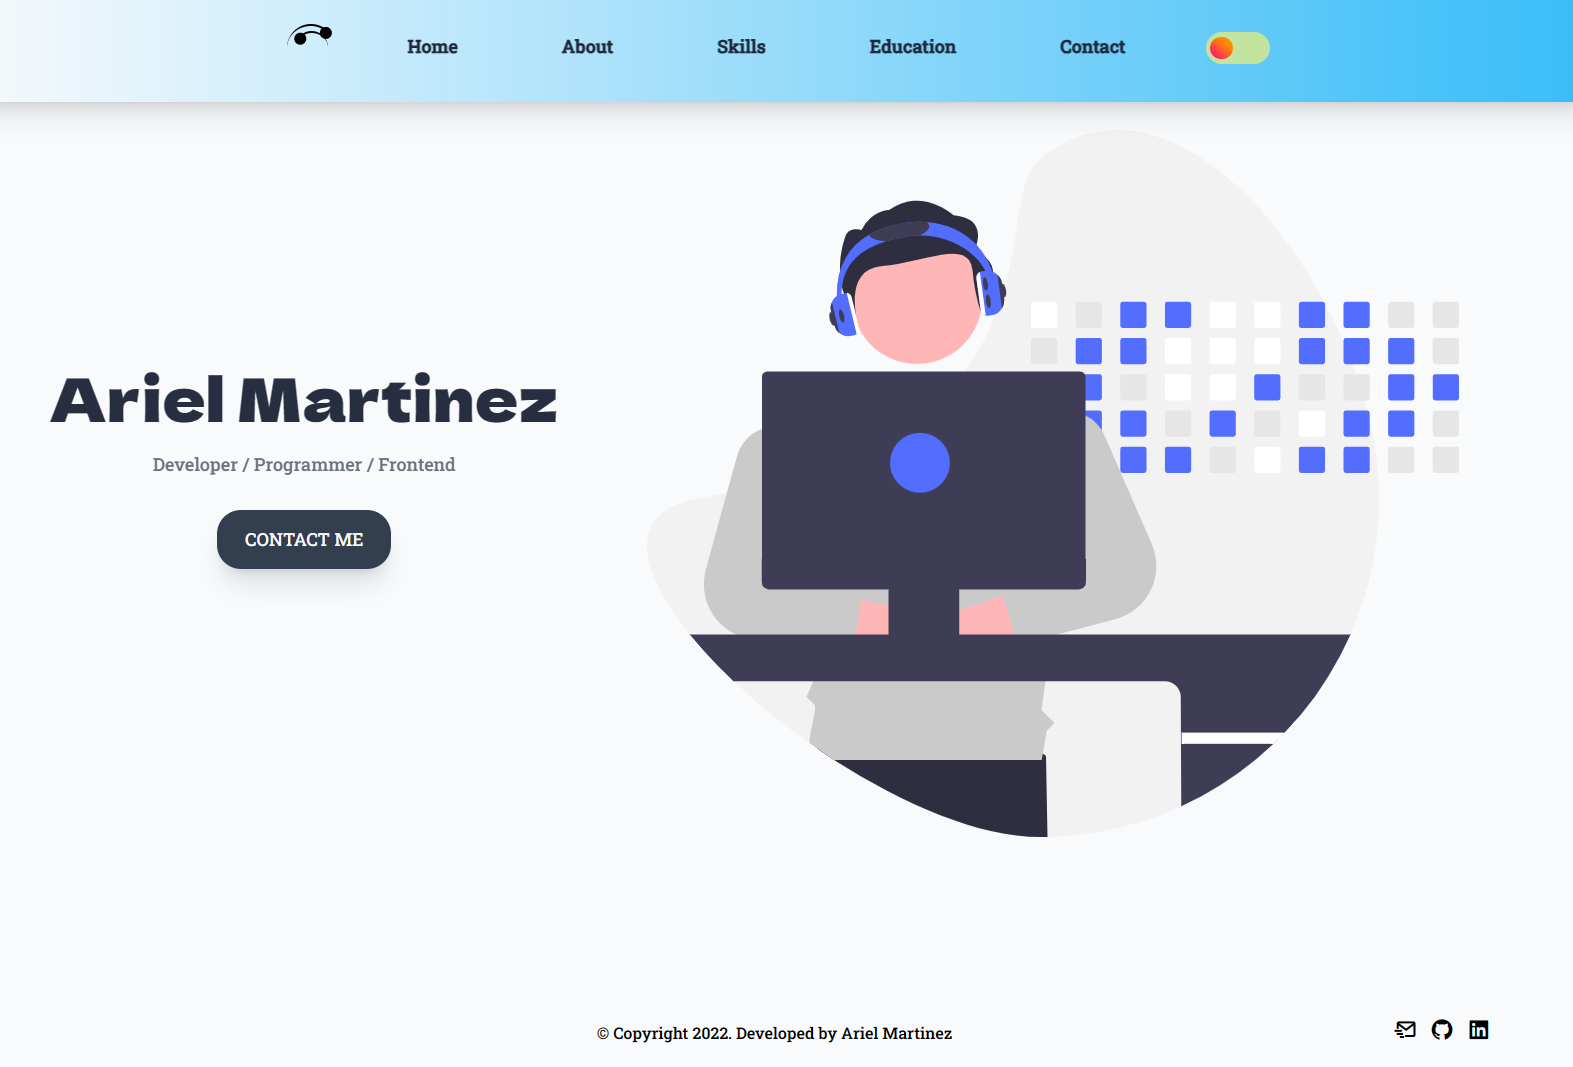 Home About Skills Education Contact
Ariel Martinez
Developer / Programmer / Frontend
CONTACT ME
© Copyright 2022. Developed by Ariel Martinez